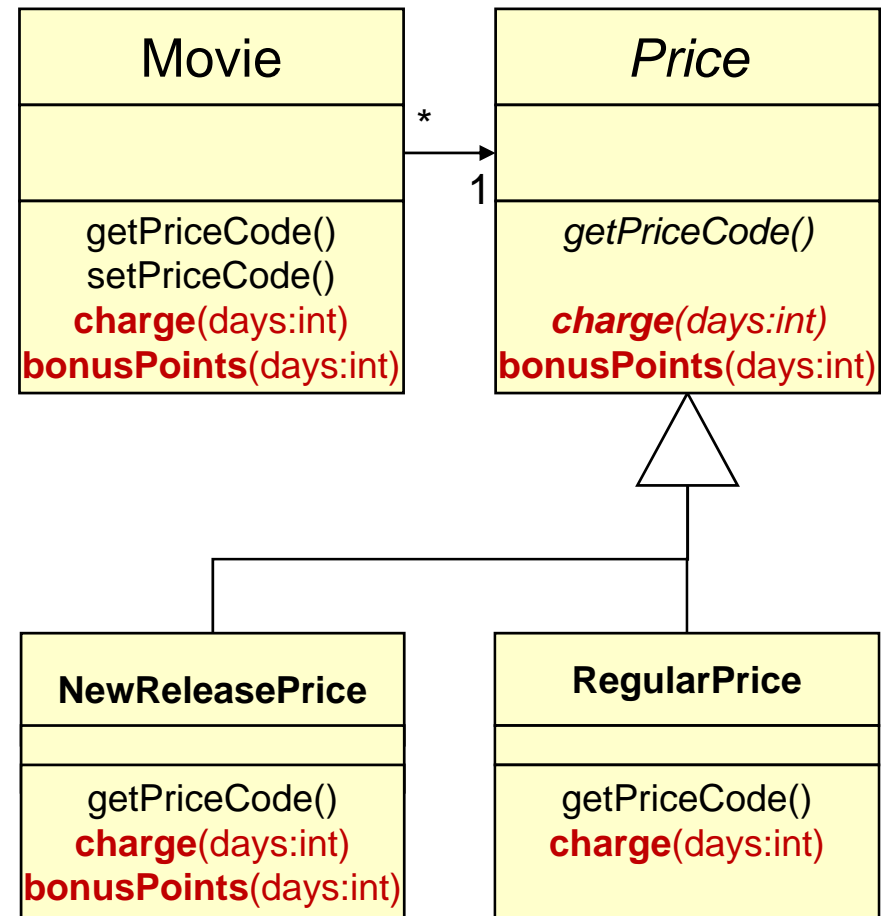 Movie
getPriceCode()
setPriceCode()
charge(days:int)
bonusPoints(days:int)
*
1
Price
getPriceCode()
charge(days:int)
bonusPoints(days:int)
NewReleasePrice
getPriceCode()
charge(days:int)
bonusPoints(days:int)
RegularPrice
getPriceCode()
charge(days:int)